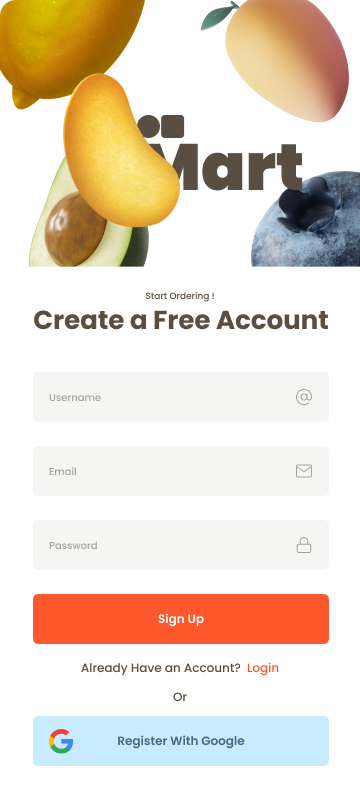 Mart
Start Ordering !
Create a Free Account
Username
Email
Password
Sign Up
Already Have an Account? Login
Or
Register With Google